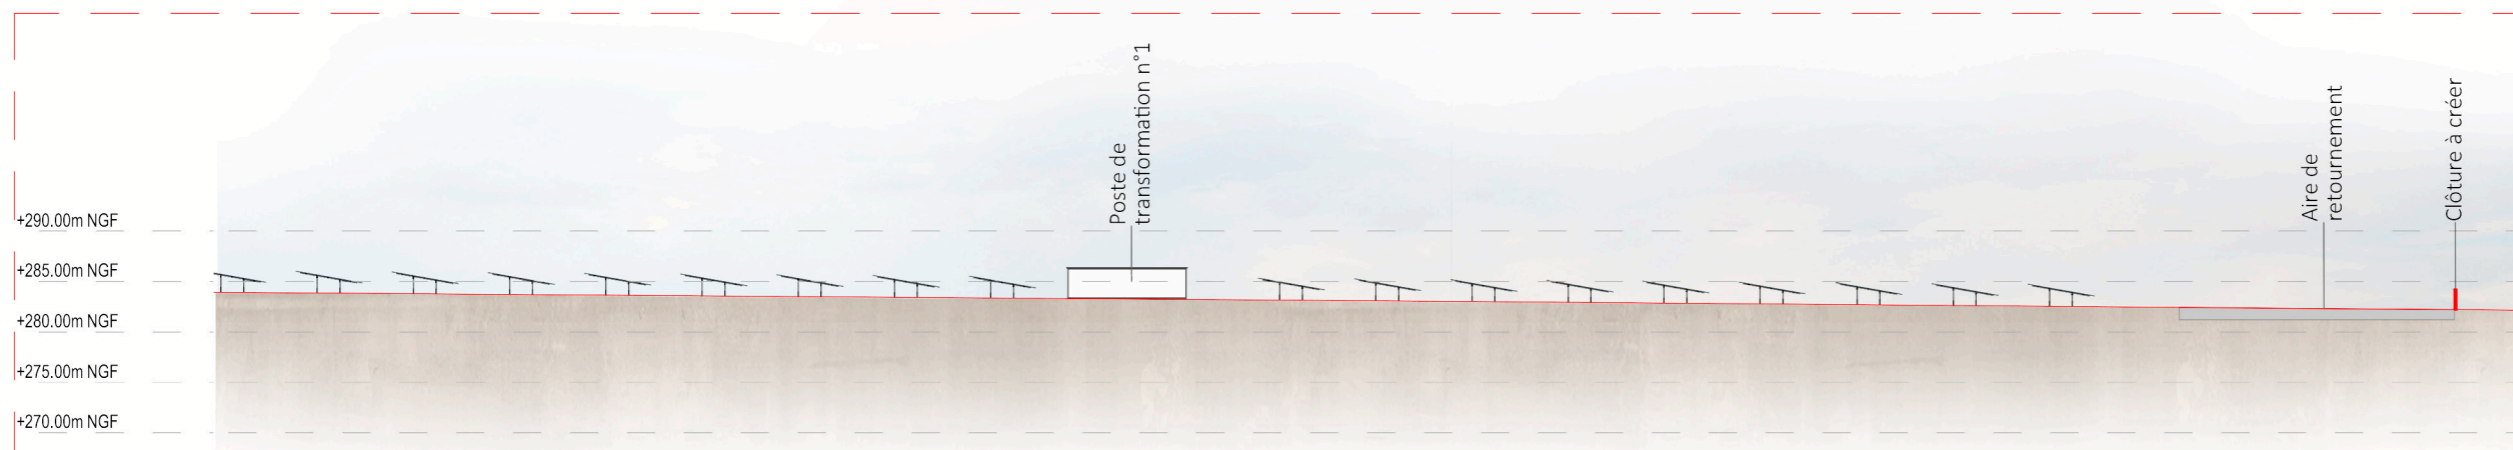 Poste de
transformation n°1
Aire de
retournement
Clôture à créer
+290.00m NGF
+285.00m NGF
+280.00m NGF
+275.00m NGF
+270.00m NGF